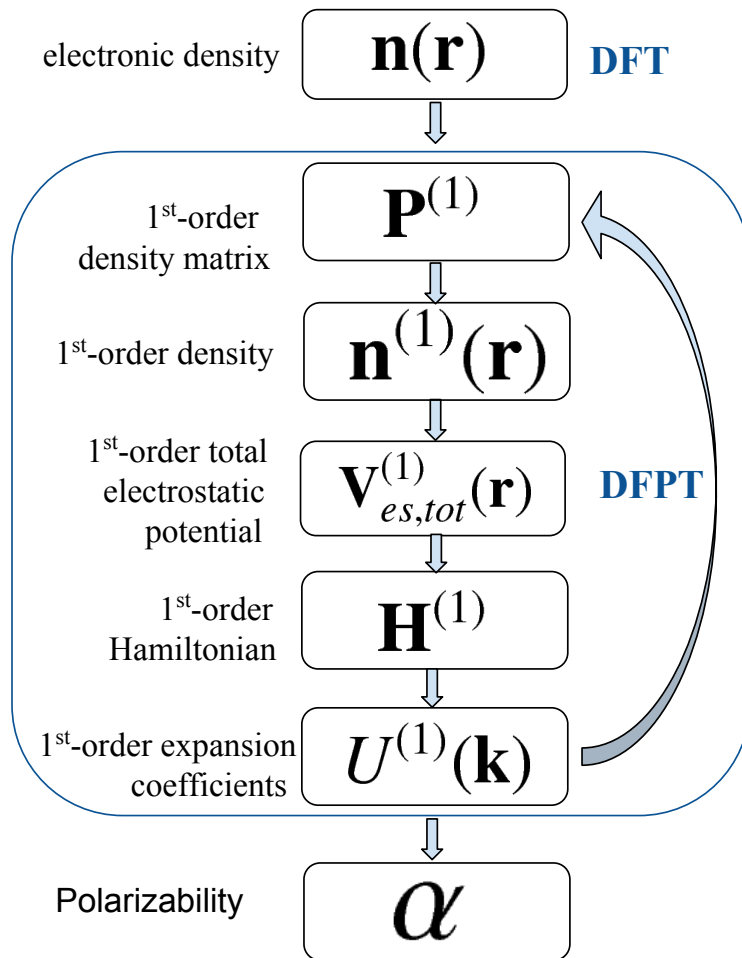 electronic density
n(r)
DFT
1st-order
density matrix
P(1)
1st-order density
n(1)(r)
1st-order total
electrostatic
potential
V(1)es,tot(r)
DFPT
1st-order
Hamiltonian
H(1)
1st-order expansion
coefficients
U(1)(k)
Polarizability
α